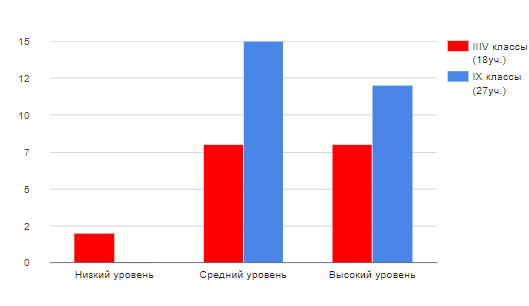 15
12
10
7
5
2
0
Низкий уровень
Средний уровень
Высокий уровень
IIIV классы
(18уч.)
IX классы
(27уч.)